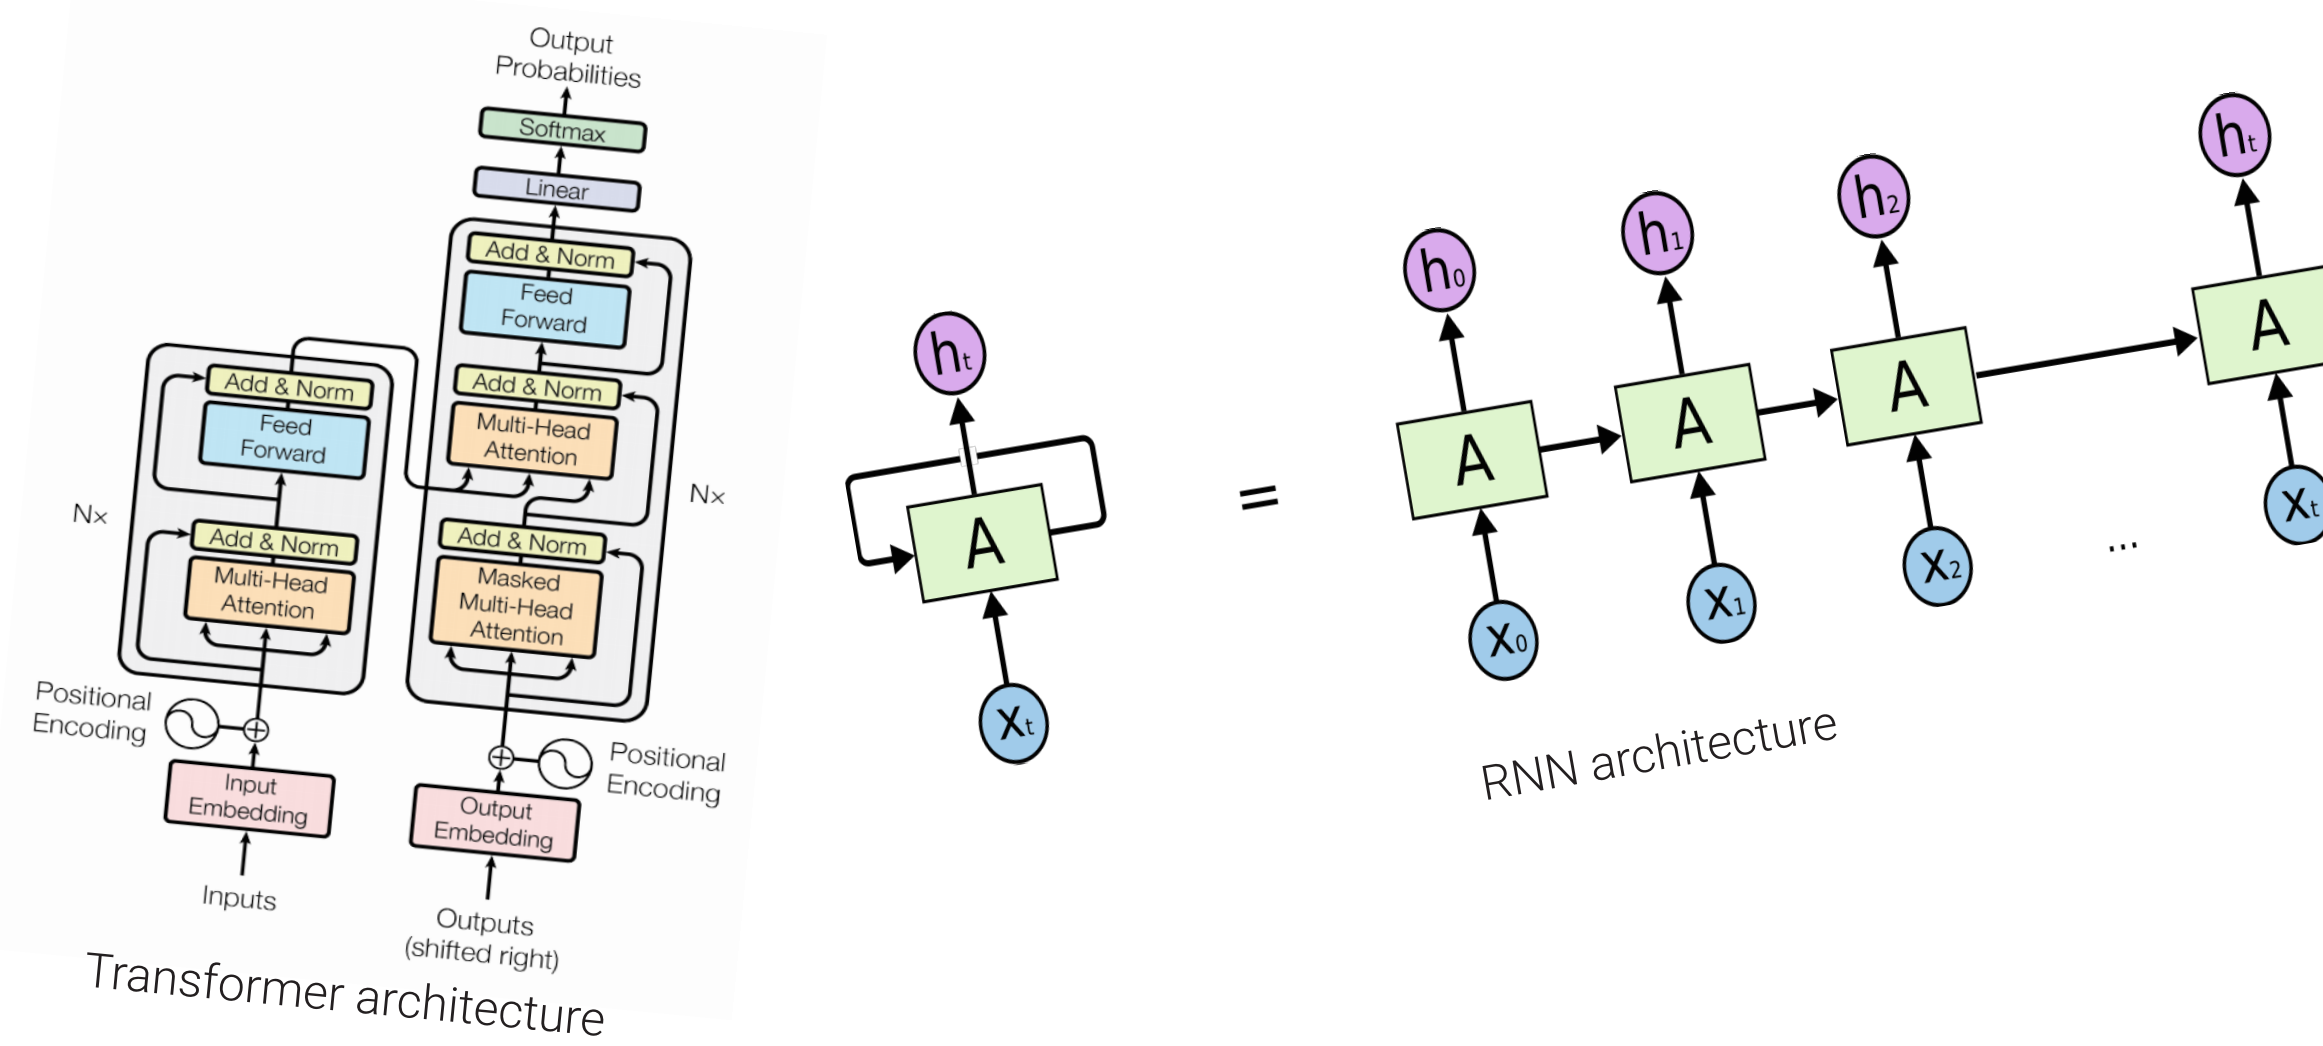 Output
Probabilities
Softmax
Linear
Add & Norm
Feed
Forward
Add & Norm
Multi-Head
Attention
Add & Norm
Masked
Multi-Head
Attention
Nx
Add & Norm
Feed
Forward
Add & Norm
Multi-Head
Attention
Nx
Positional
Encoding
Positional
Encoding
Input
Embedding
Output
Embedding
Inputs
Outputs
(shifted right)
Transformer architecture
ht
A
Xt
=
h0
A
X0
h1
A
X1
h2
A
X2
...
ht
A
Xt
RNN architecture